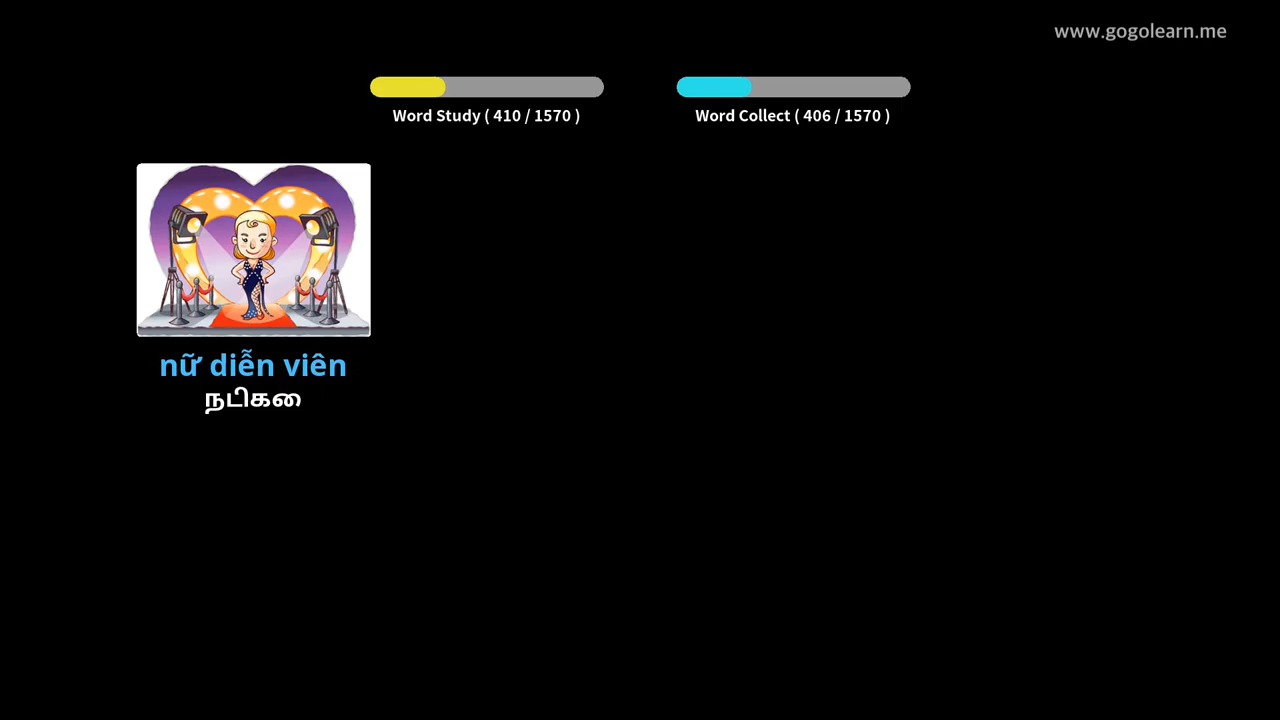 www.gogolearn.me
Word Study ( 410 / 1570 )
Word Collect ( 406 / 1570 )
nữ diễn viên
நடிகை